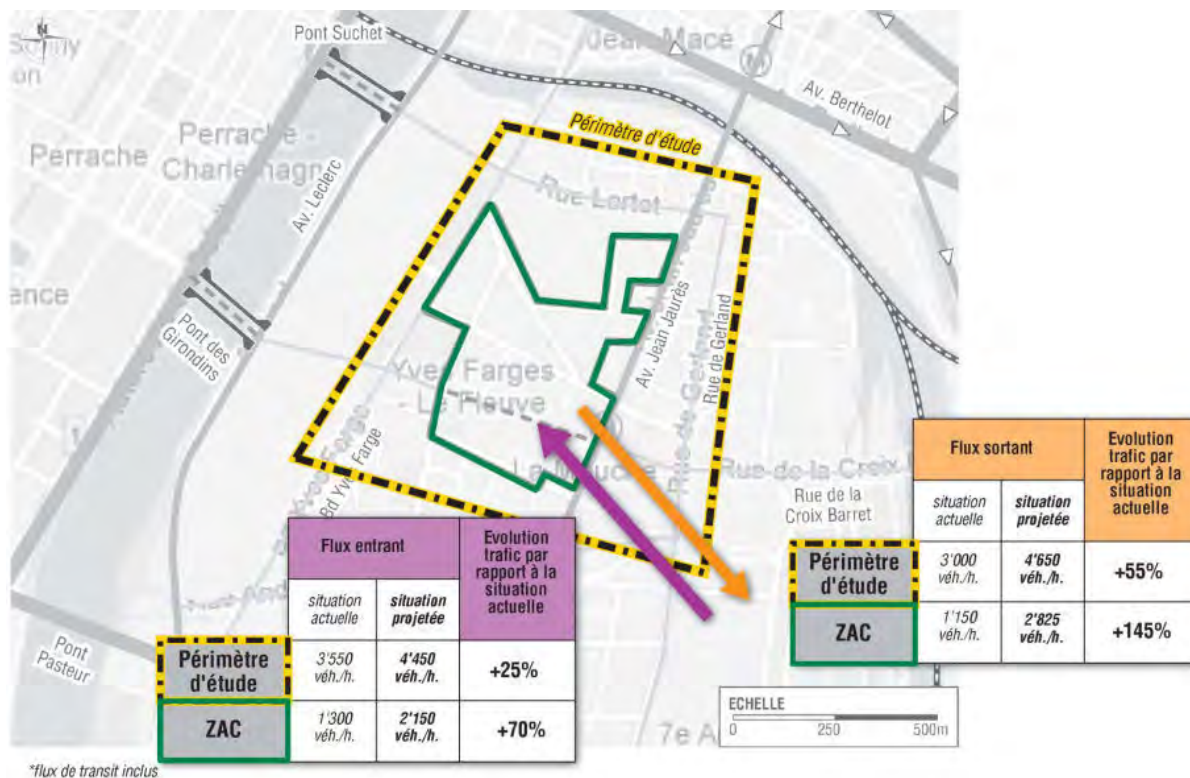 N
Pont Suchet
Jean Macé
M
Av. Berthelot
Perrache
Perrache -
Charlemagne
Av. Leclerc
Périmètre d'étude
Rue Lortet
ence
Pont des
Girondins
Av. Jean Jaurès
Rue de Gerland
Rue de Gerland
Yves Farges
- Le Fleuve
Bd Yves Farge
Rue de la Croix
Rue de la
Croix Barret
Pont
Pasteur
7e A
Flux entrant
Evolution
trafic par
rapport à la
situation
actuelle
situation
actuelle
situation
projetée
Périmètre
d'étude
3'550
véh./h.
4'450
véh./h.
+25%
ZAC
1'300
véh./h.
2'150
véh./h.
+70%
Flux sortant
Evolution
trafic par
rapport à la
situation
actuelle
situation
actuelle
situation
projetée
Périmètre
d'étude
3'000
véh./h.
4'650
véh./h.
+55%
ZAC
1'150
véh./h.
2'825
véh./h.
+145%
ECHELLE
0 250 500m
*flux de transit inclus